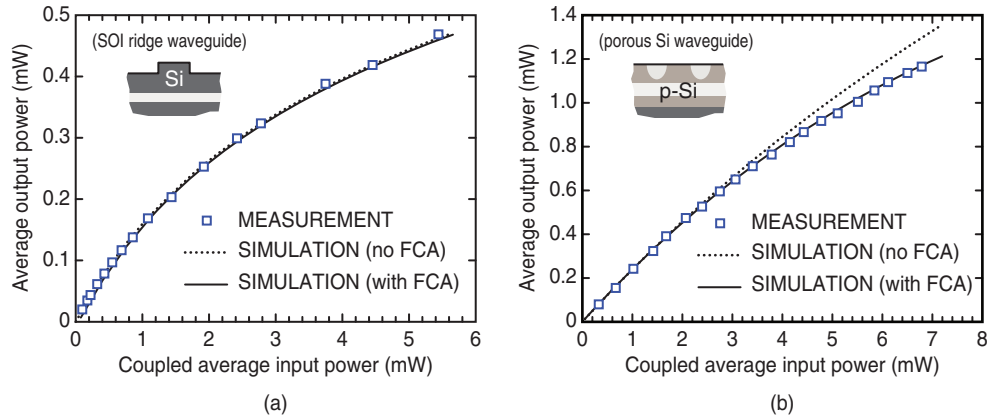 0.5
0.4
0.3
0.2
0.1
0
Average output power (mW)
(SOI ridge waveguide)
Si
MEASUREMENT
SIMULATION (no FCA)
SIMULATION (with FCA)
0 1 2 3 4 5 6
Coupled average input power (mW)
(a)
1.4
1.2
1.0
0.8
0.6
0.4
0.2
0
Average output power (mW)
(porous Si waveguide)
p-Si
MEASUREMENT
SIMULATION (no FCA)
SIMULATION (with FCA)
0 1 2 3 4 5 6 7 8
Coupled average input power (mW)
(b)